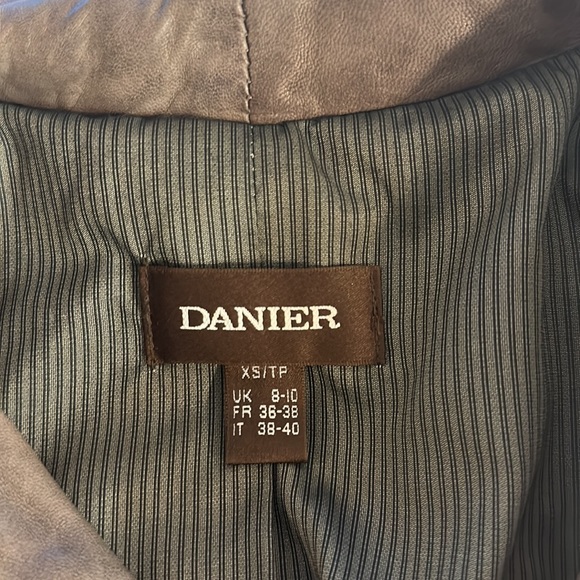 DANIER
XS/TP
UK 8-10
FR 36-38
IT 38-40